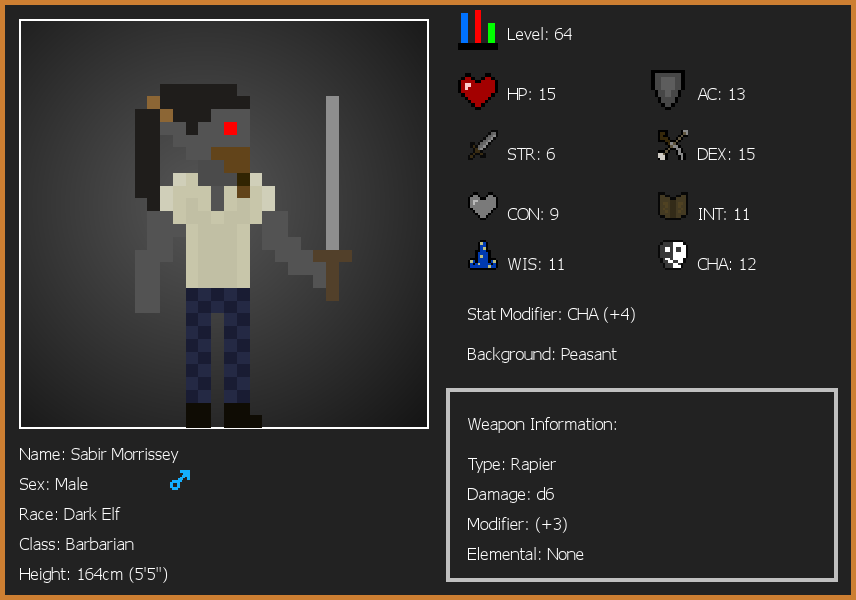 Level: 64
HP: 15
AC: 13
STR: 6
DEX: 15
CON: 9
INT: 11
WIS: 11
CHA: 12
Stat Modifier: CHA (+4)
Background: Peasant
Weapon Information:
Type: Rapier
Damage: d6
Modifier: (+3)
Elemental: None
Name: Sabir Morrissey
Sex: Male
Race: Dark Elf
Class: Barbarian
Height: 164cm (5'5")